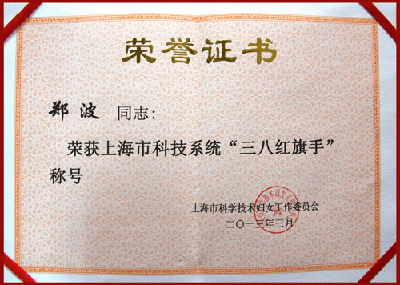 荣誉证书
郑波 同志：
荣获上海市科技系统“三八红旗手”
称号
上海市科学技术妇女工作委员会
二〇一三年三月